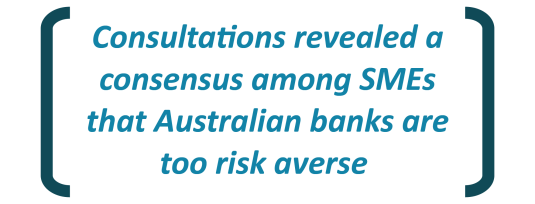 Consultations revealed a
consensus among SMEs
that Australian banks are
too risk averse